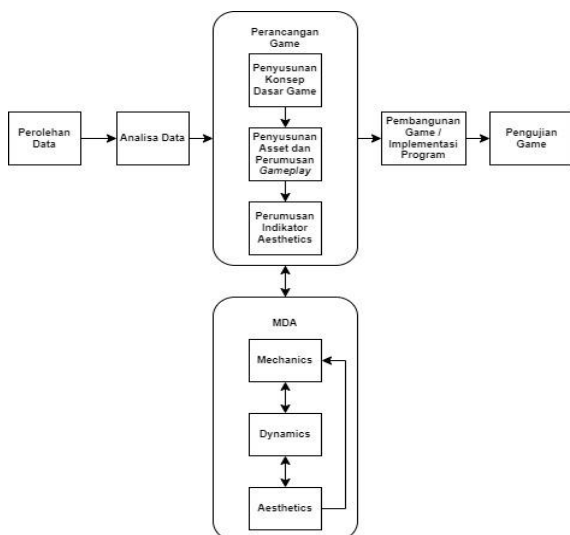 Perancangan
Game
Penyusunan
Konsep
Dasar Game
Perolehan
Data
Analisa Data
Penyusunan
Asset dan
Perumusan
Gameplay
Pembangunan
Game /
Implementasi
Program
Pengujian
Game
Perumusan
Indikator
Aesthetics
MDA
Mechanics
Dynamics
Aesthetics